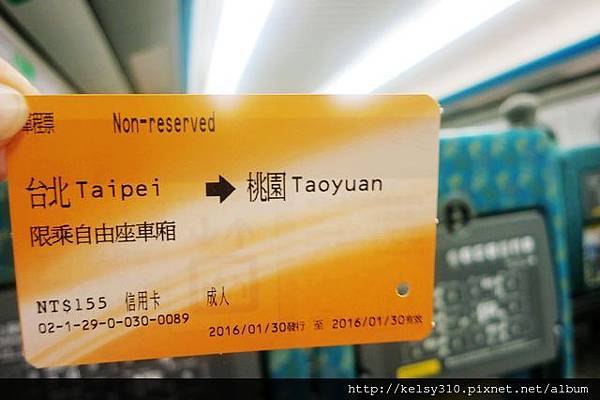 單程票 Non-reserved
台北 Taipei → 桃園 Taoyuan
限乘自由座車廂
NT$155 信用卡 成人
02-1-29-0-030-0089
2016/01/30發行 至 2016/01/30有效
http://kelsy310.pixnet.net/album